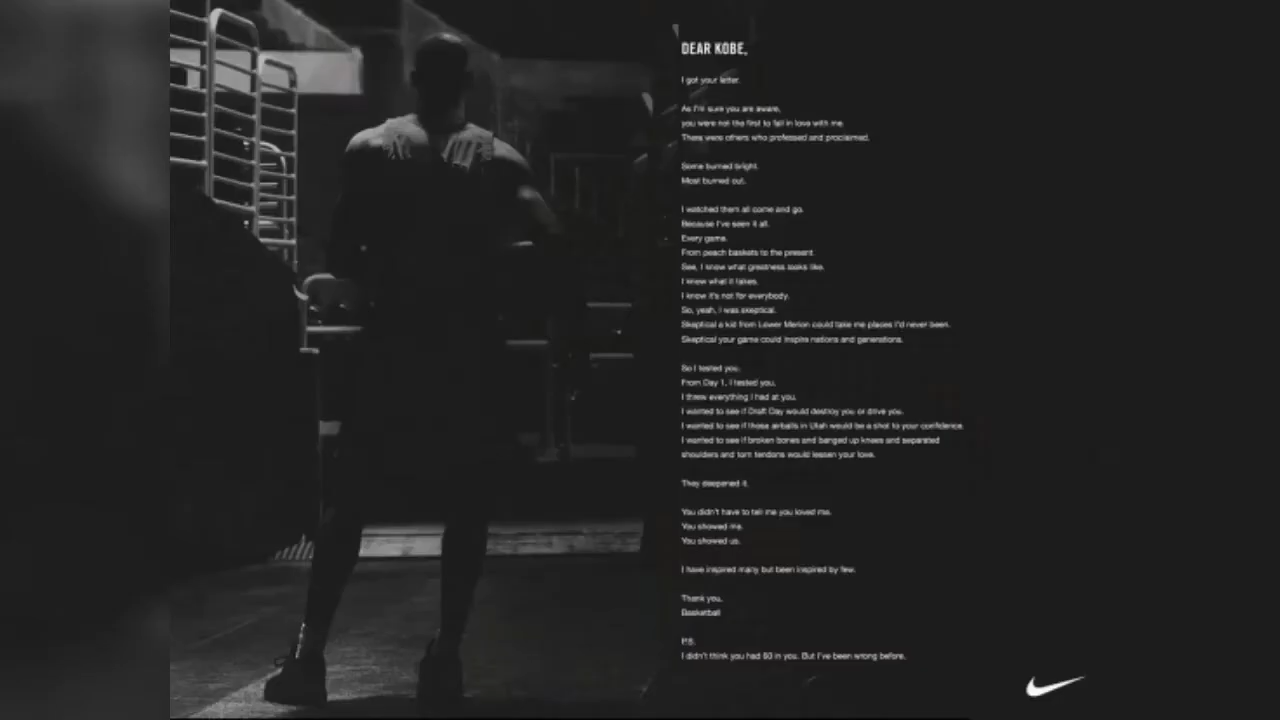 DEAR KOBE,
I got your letter.
As I'm sure you are aware,
you were not the first to fall in love with me.
There were others who professed and proclaimed.
Some burned bright.
Most burned out.
I watched them all come and go.
Because I've seen it all.
Every game.
From peach baskets to the present.
See, I know what greatness looks like.
I know what it takes.
I know it's not for everybody.
So, yeah, I was skeptical.
Skeptical a kid from Lower Merion could take me places I'd never been.
Skeptical your game could inspire nations and generations.
So I tested you.
From Day 1, I tested you.
I threw everything I had at you.
I wanted to see if Draft Day would destroy you or drive you.
I wanted to see if those airballs in Utah would be a shot to your confidence.
I wanted to see if broken bones and banged up knees and separated
shoulders and torn tendons would lessen your love.
They deepened it.
You didn't have to tell me you loved me.
You showed me.
You showed us.
I have inspired many but been inspired by few.
Thank you,
Basketball
P.S.
I didn't think you had 60 in you. But I've been wrong before.